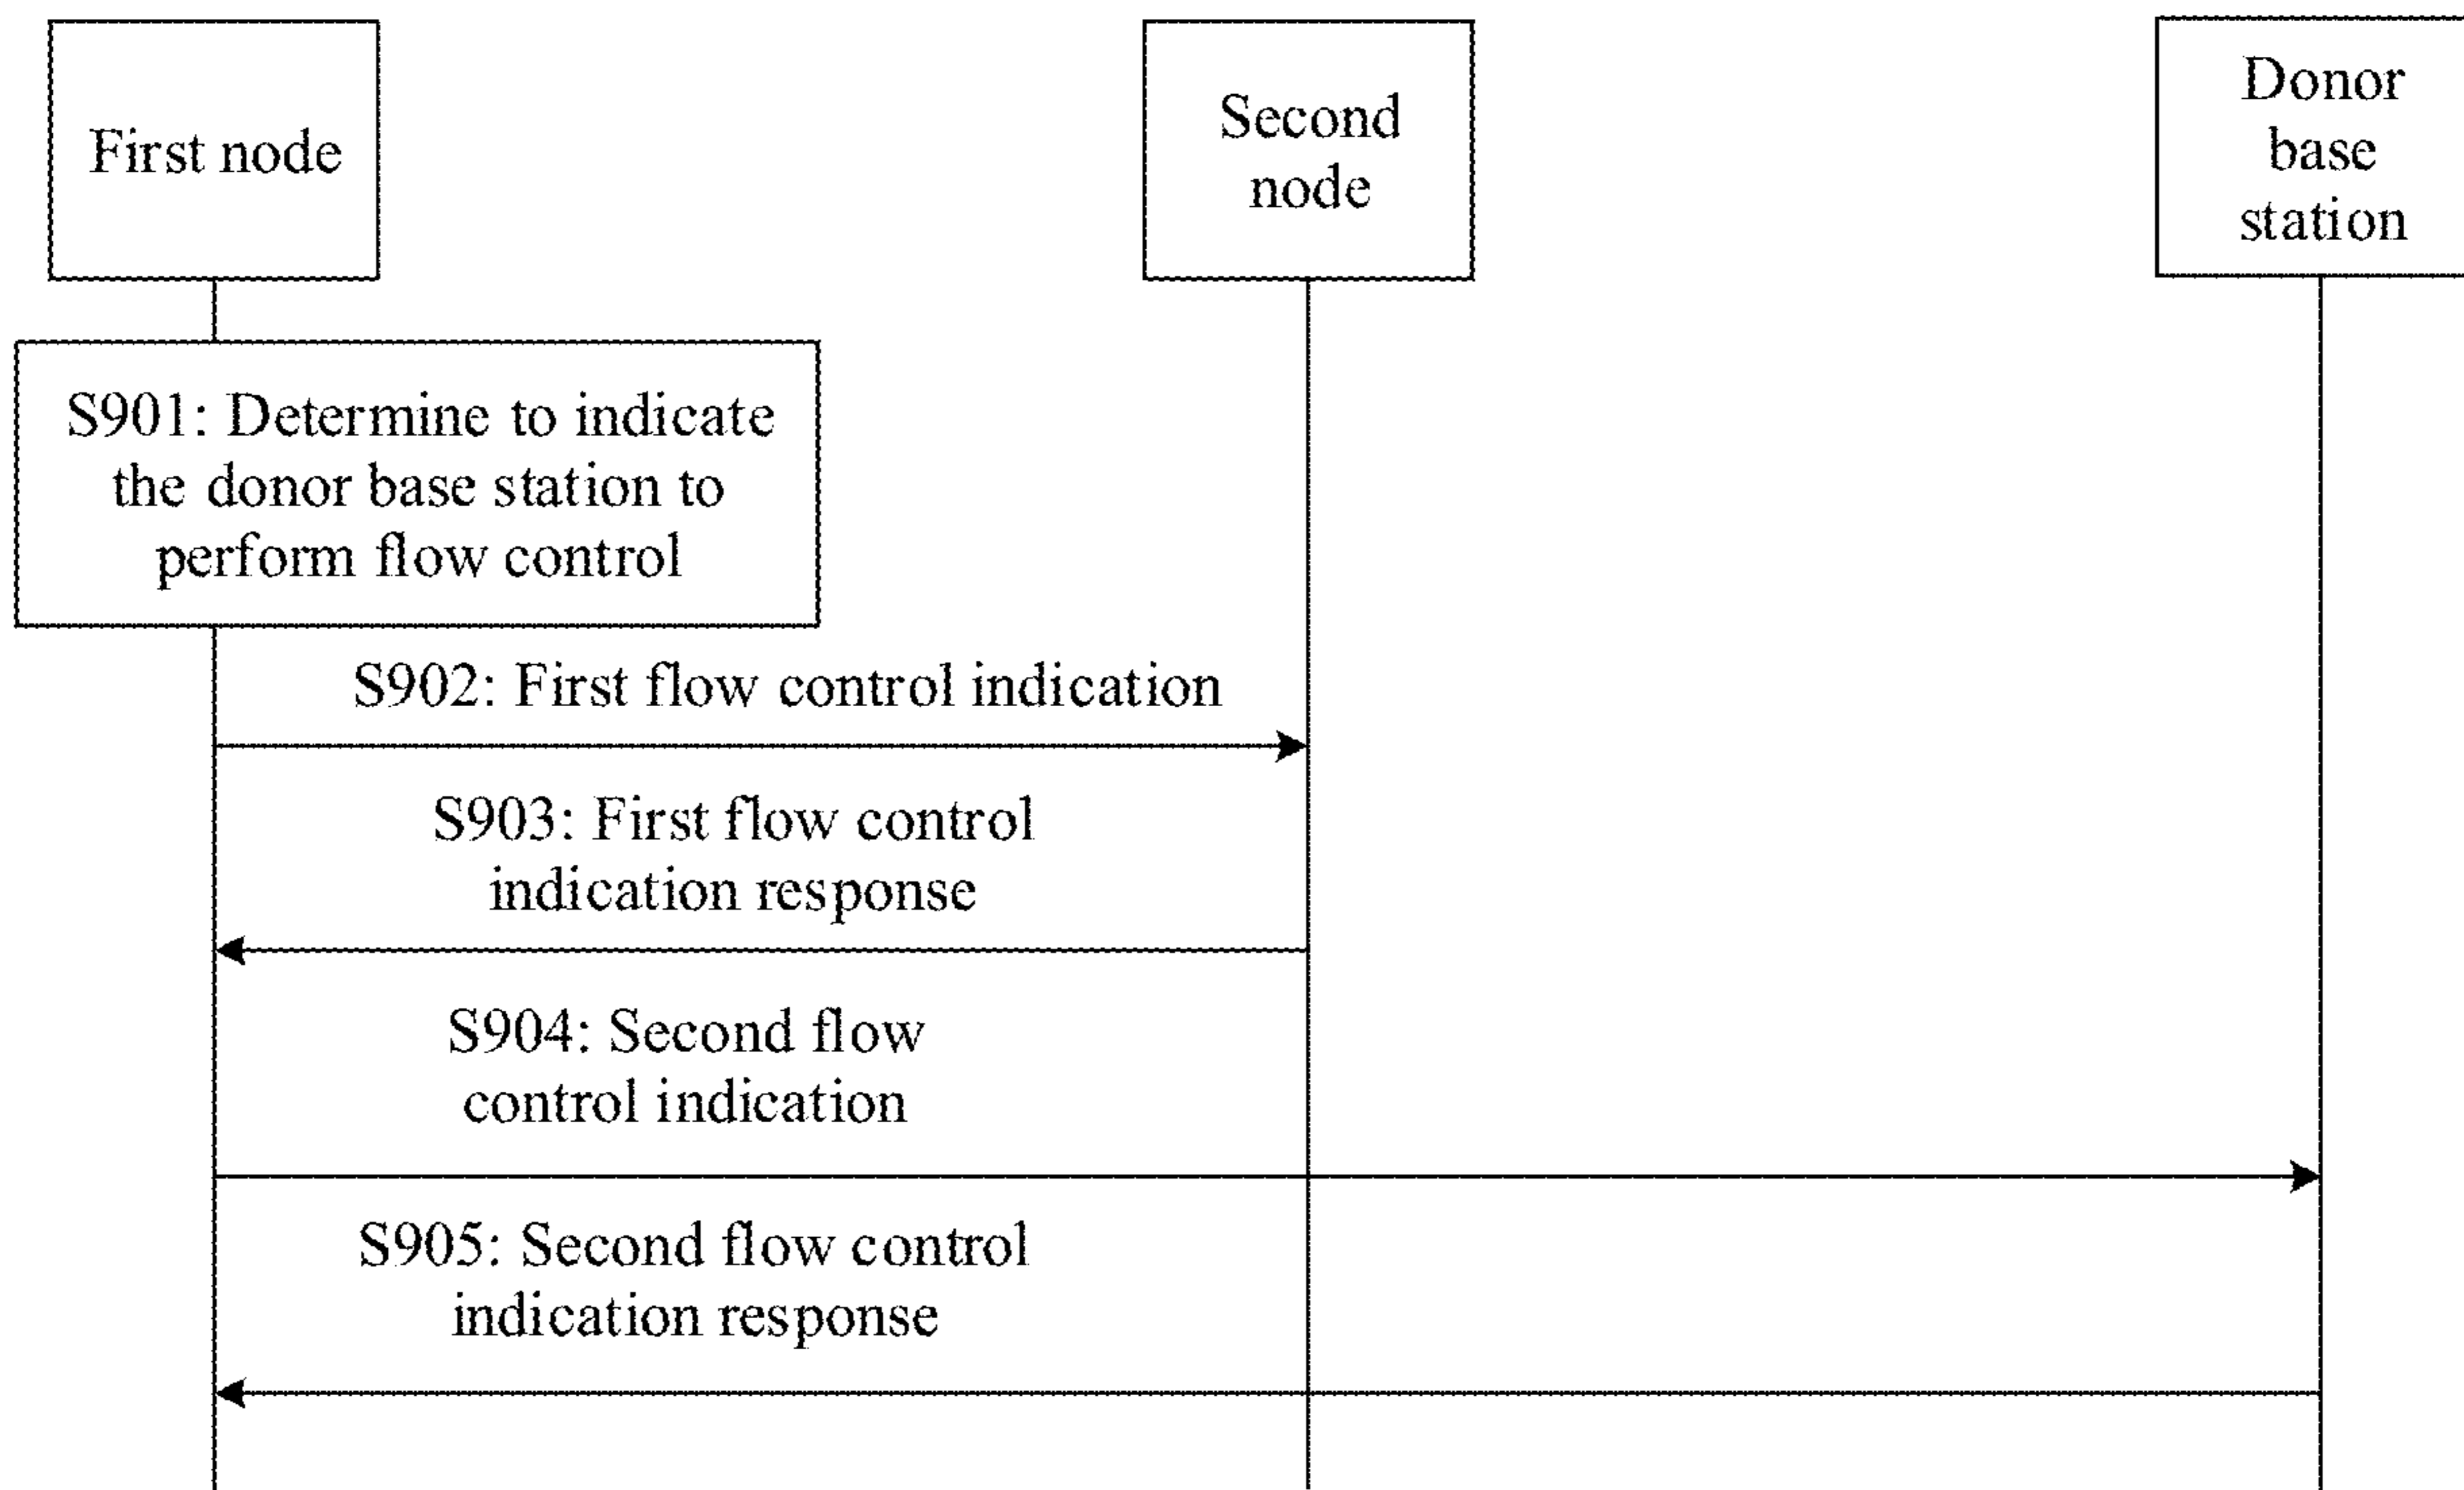 First node
Second
node
Donor
base
station
S901: Determine to indicate
the donor base station to
perform flow control
S902: First flow control indication
S903: First flow control
indication response
S904: Second flow
control indication
S905: Second flow control
indication response